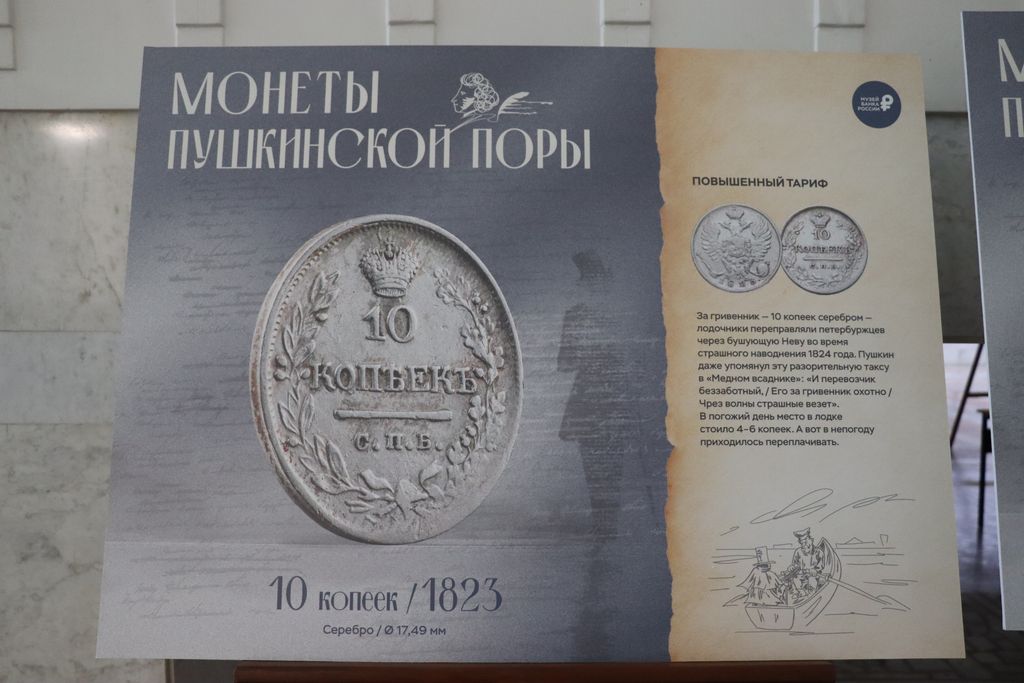 МОНЕТЫ
ПУШКИНСКОЙ ПОРЫ
10
КОПѢЕКЪ
С.П.Б.
10 копеек / 1823
Серебро / Ø 17,49 мм
МУЗЕЙ
БАНКА
РОССИИ
ПОВЫШЕННЫЙ ТАРИФ
10
КОПѢЕКЪ
С.П.Б.
За гривенник – 10 копеек серебром –
лодочники переправляли петербуржцев
через бушующую Неву во время
страшного наводнения 1824 года. Пушкин
даже упомянул эту разорительную таксу
в «Медном всаднике»: «И перевозчик
беззаботный, / Его за гривенник охотно /
Чрез волны страшные везет».
В погожий день место в лодке
стоило 4–6 копеек. А вот в непогоду
приходилось переплачивать.
М
П